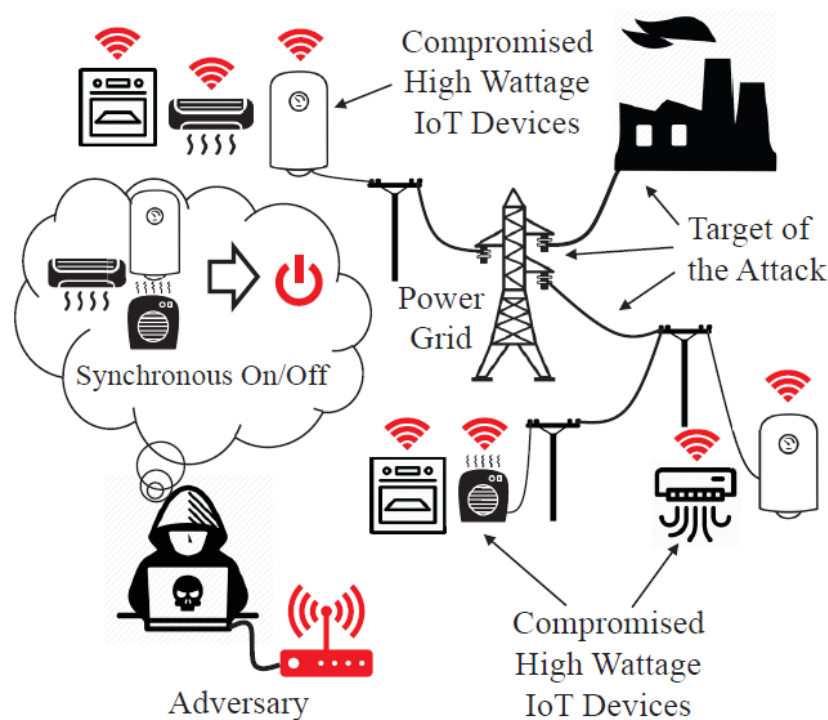 Compromised
High Wattage
IoT Devices
Target of
the Attack
Power
Grid
Synchronous On/Off
Compromised
High Wattage
IoT Devices
Adversary